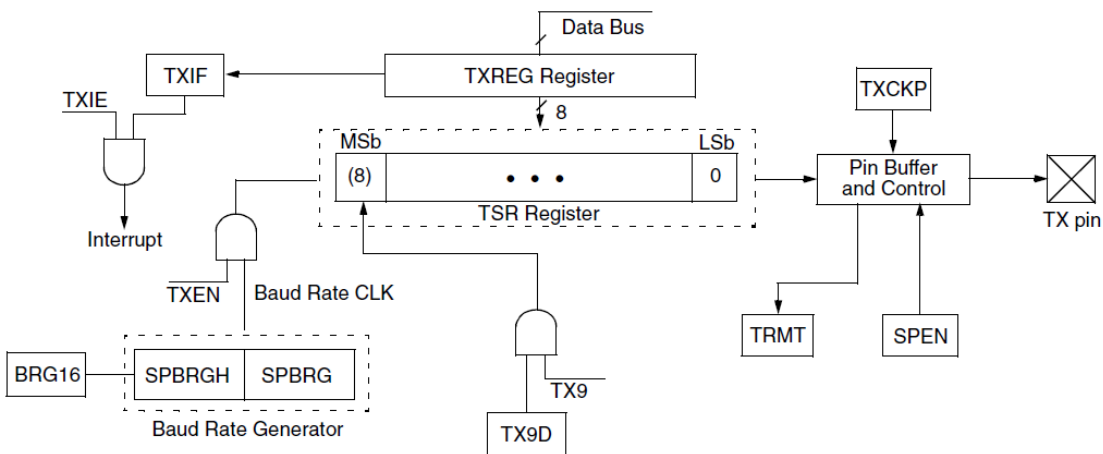 Data Bus
TXIF
TXREG Register
TXCKP
TXIE
8
MSb
LSb
(8)
• • •
0
Pin Buffer
and Control
TSR Register
Interrupt
TX pin
TXEN
Baud Rate CLK
TRMT
SPEN
BRG16
SPBRGH
SPBRG
TX9
Baud Rate Generator
TX9D